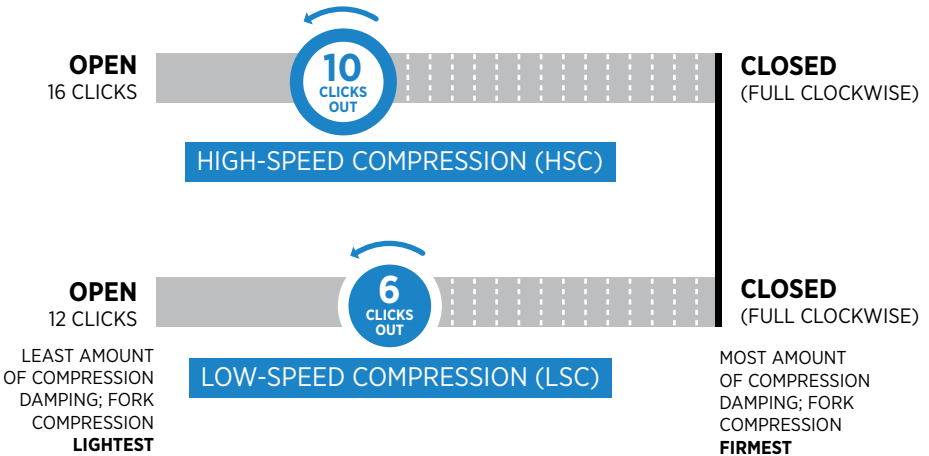 OPEN
16 CLICKS
10
CLICKS
OUT
CLOSED
(FULL CLOCKWISE)
HIGH-SPEED COMPRESSION (HSC)
OPEN
12 CLICKS
6
CLICKS
OUT
CLOSED
(FULL CLOCKWISE)
LEAST AMOUNT
OF COMPRESSION
DAMPING; FORK
COMPRESSION
LIGHTEST
LOW-SPEED COMPRESSION (LSC)
MOST AMOUNT
OF COMPRESSION
DAMPING; FORK
COMPRESSION
FIRMEST